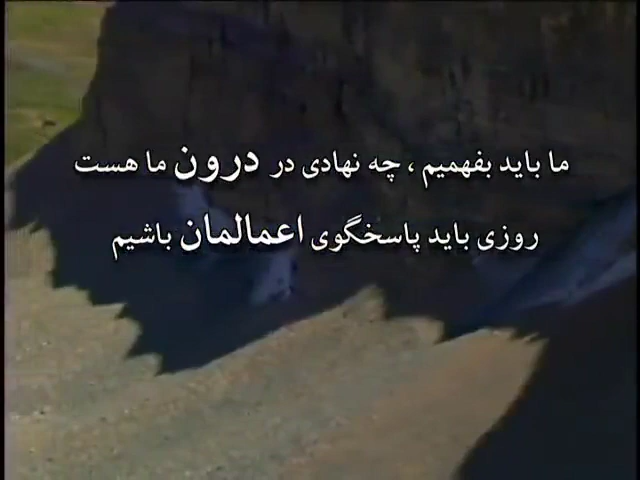 ما باید بفهمیم ، چه نهادی در درون ما هست
روزی باید پاسخگوی اعمالمان باشیم